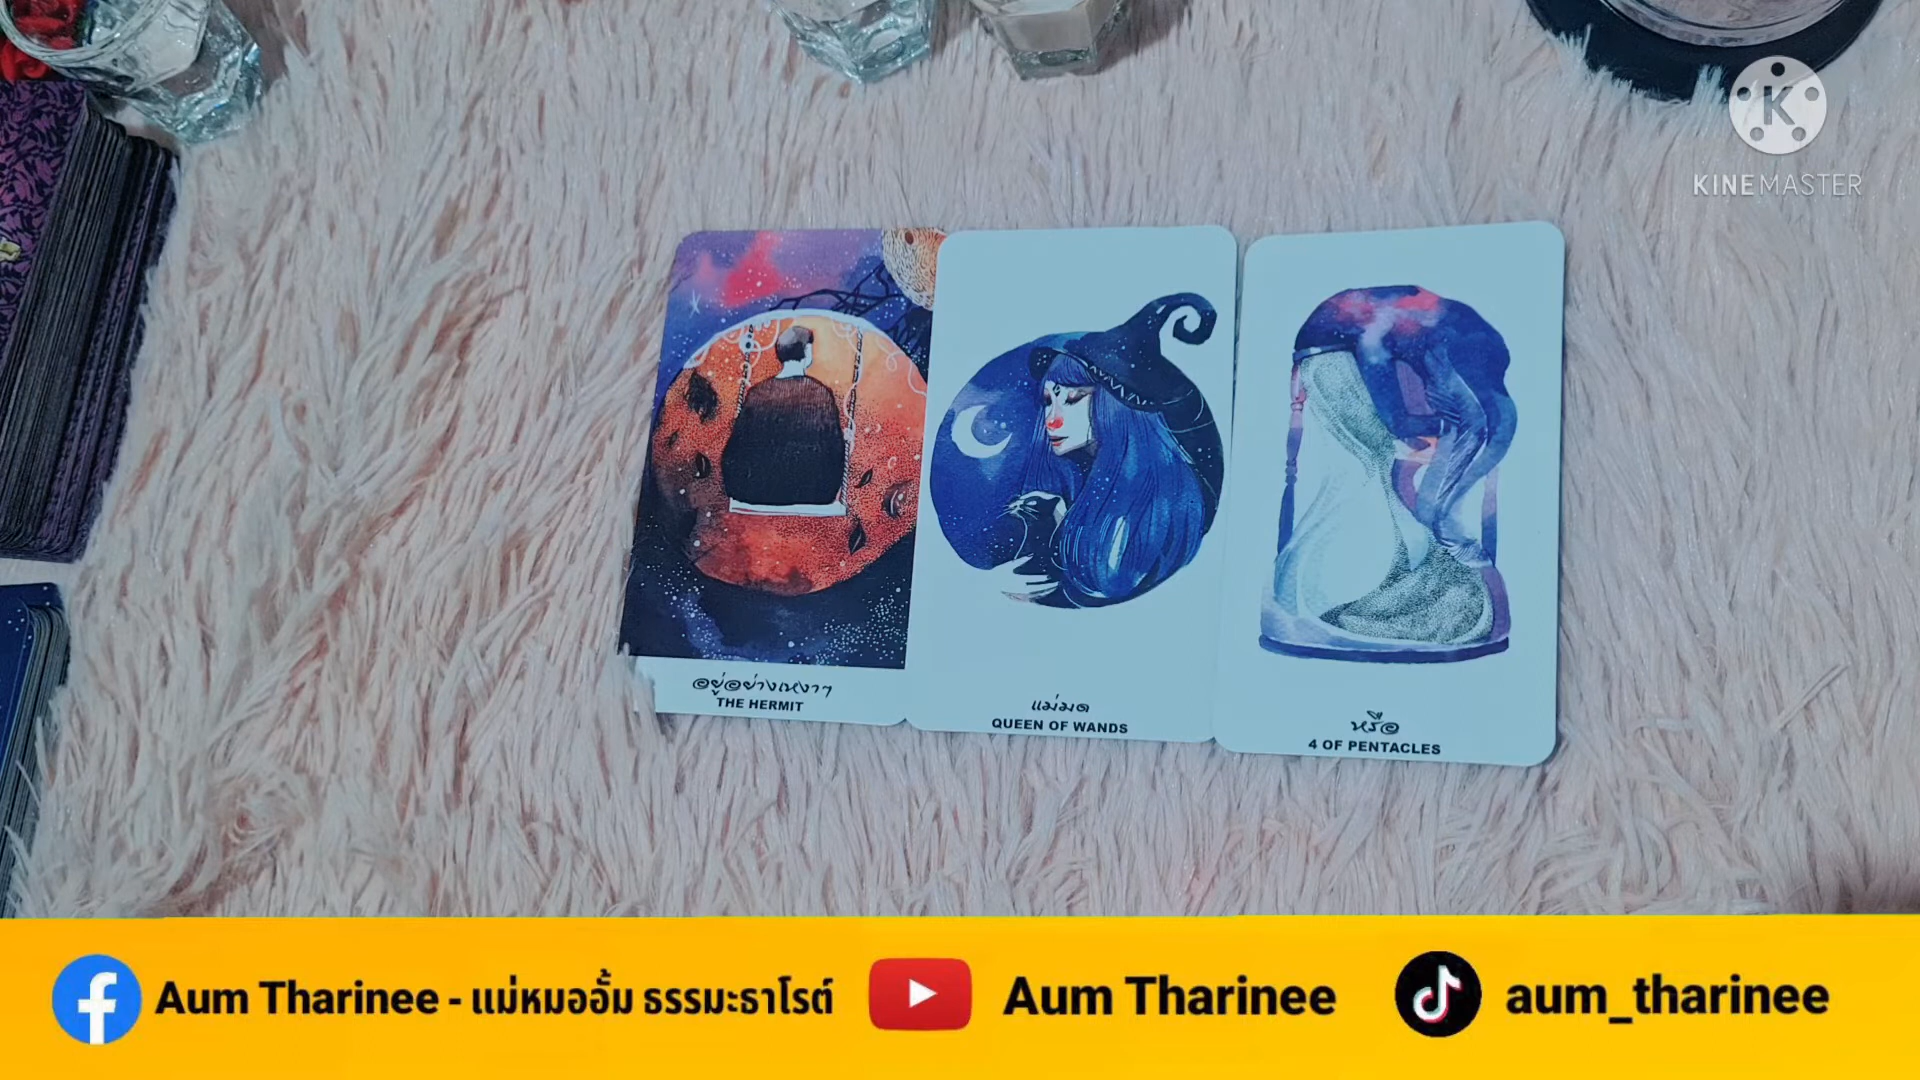 KINEMASTER
อยู่อย่างเหงาๆ
THE HERMIT
แม่มด
QUEEN OF WANDS
หรือ
4 OF PENTACLES
Aum Tharinee - แม่หมออั้ม ธรรมะธาโรต์
Aum Tharinee
aum_tharinee